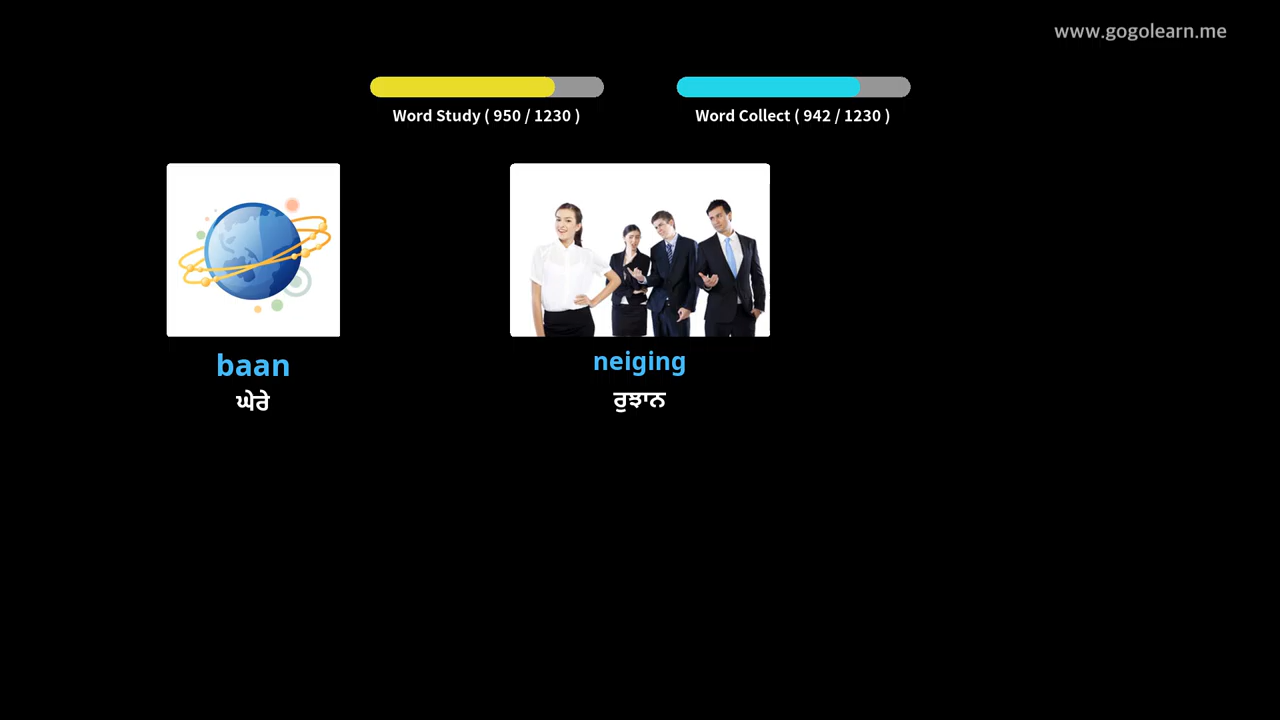 www.gogolearn.me
Word Study ( 950 / 1230 )
Word Collect ( 942 / 1230 )
baan
ਘੇਰੇ
neiging
ਰੁਝਾਨ